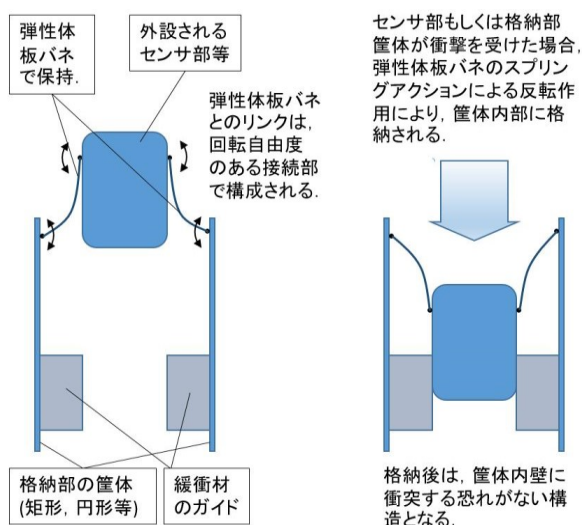 弾性体
板バネ
で保持.
外設される
センサ部等
弾性体板バネ
とのリンクは,
回転自由度
のある接続部
で構成される.
格納部の筐体
(矩形, 円形等)
緩衝材
のガイド
センサ部もしくは格納部
筐体が衝撃を受けた場合,
弾性体板バネのスプリン
グアクションによる反転作
用により, 筐体内部に格
納される.
格納後は, 筐体内壁に
衝突する恐れがない構
造となる.